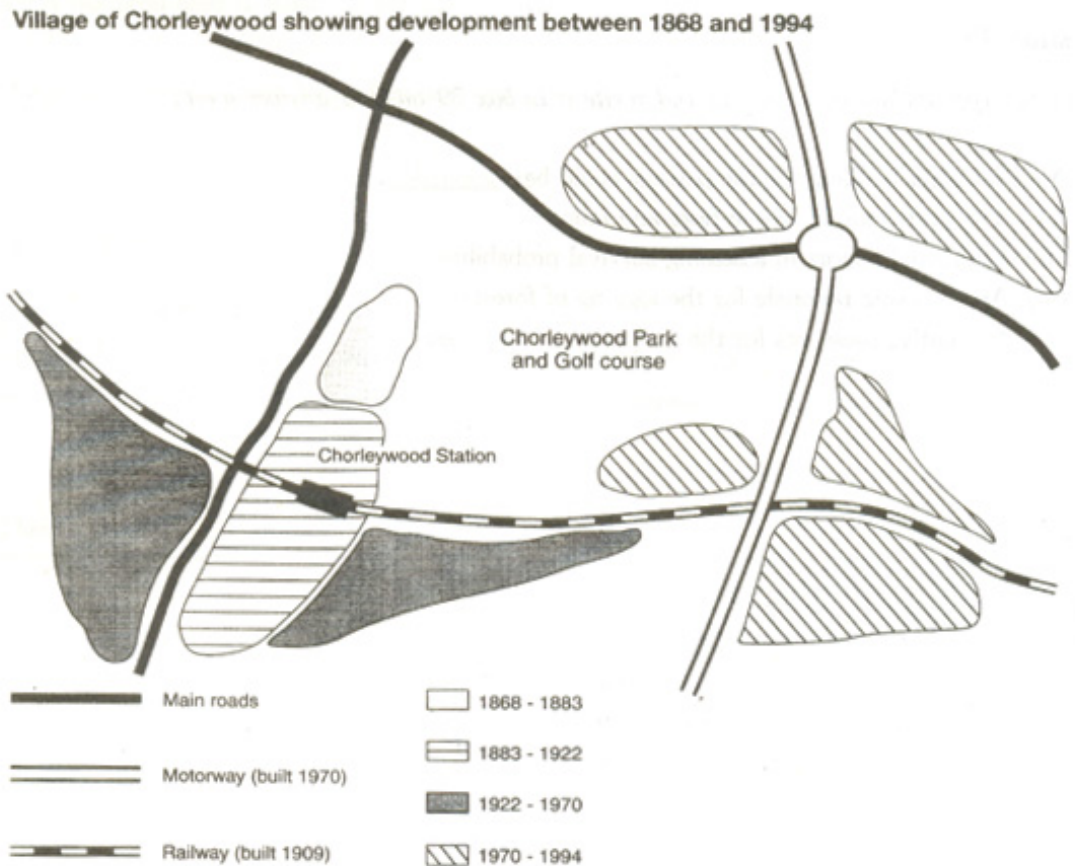 Village of Chorleywood showing development between 1868 and 1994
Chorleywood Park
and Golf course
Chorleywood Station
Main roads
Motorway (built 1970)
Railway (built 1909)
1868 - 1883
1883 - 1922
1922 - 1970
1970 - 1994